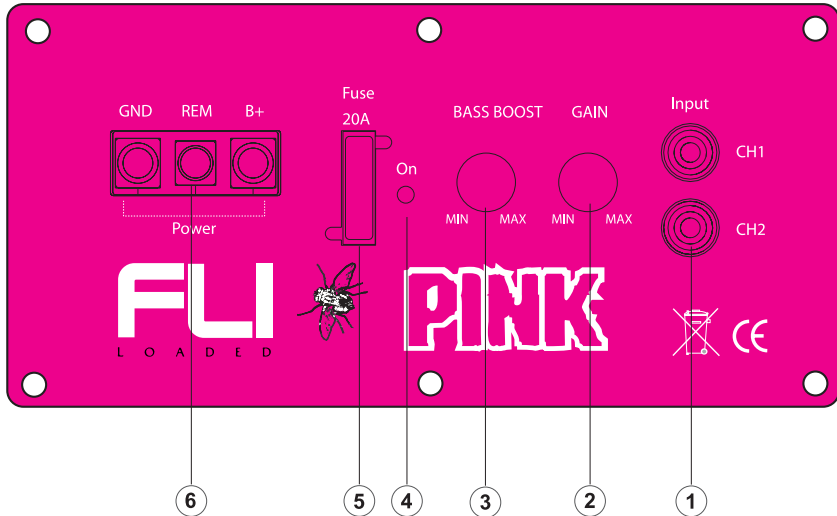 GND REM B+
Power
Fuse
20A
On
BASS BOOST
MIN MAX
GAIN
MIN MAX
Input
CH1
CH2
FLI
LOADED
PINK
CE
6 5 4 3 2 1